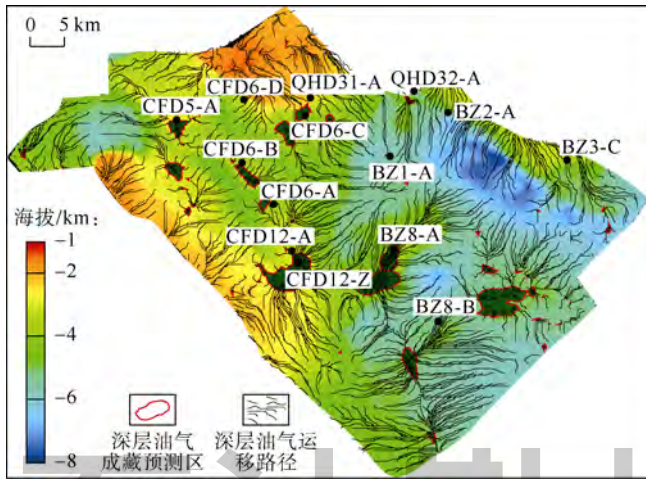 0 5 km
CFD6-D
QHD31-A
QHD32-A
CFD5-A
BZ2-A
CFD6-C
CFD6-B
BZ1-A
BZ3-C
CFD6-A
海拔/km:
-1
-2
-4
-6
-8
CFD12-A
BZ8-A
CFD12-Z
BZ8-B
深层油气
成藏预测区
深层油气运
移路径